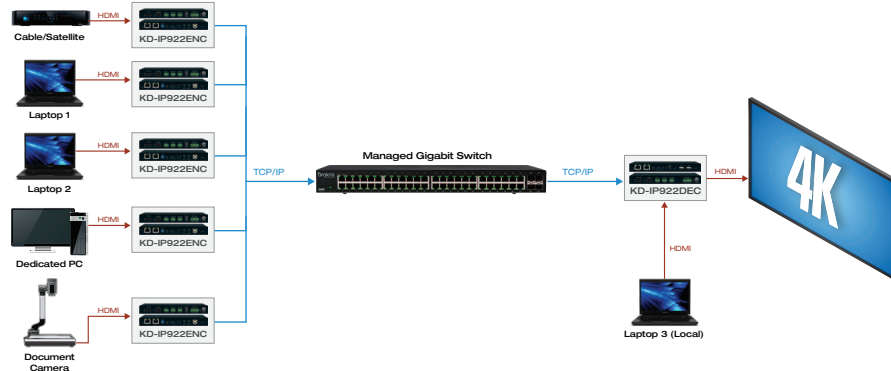 HDMI
Cable/Satellite
KD-IP922ENC
HDMI
Laptop 1
KD-IP922ENC
HDMI
Laptop 2
KD-IP922ENC
HDMI
Dedicated PC
KD-IP922ENC
HDMI
Document
Camera
KD-IP922ENC
TCP/IP
Managed Gigabit Switch
TCP/IP
KD-IP922DEC
HDMI
4K
HDMI
Laptop 3 (Local)